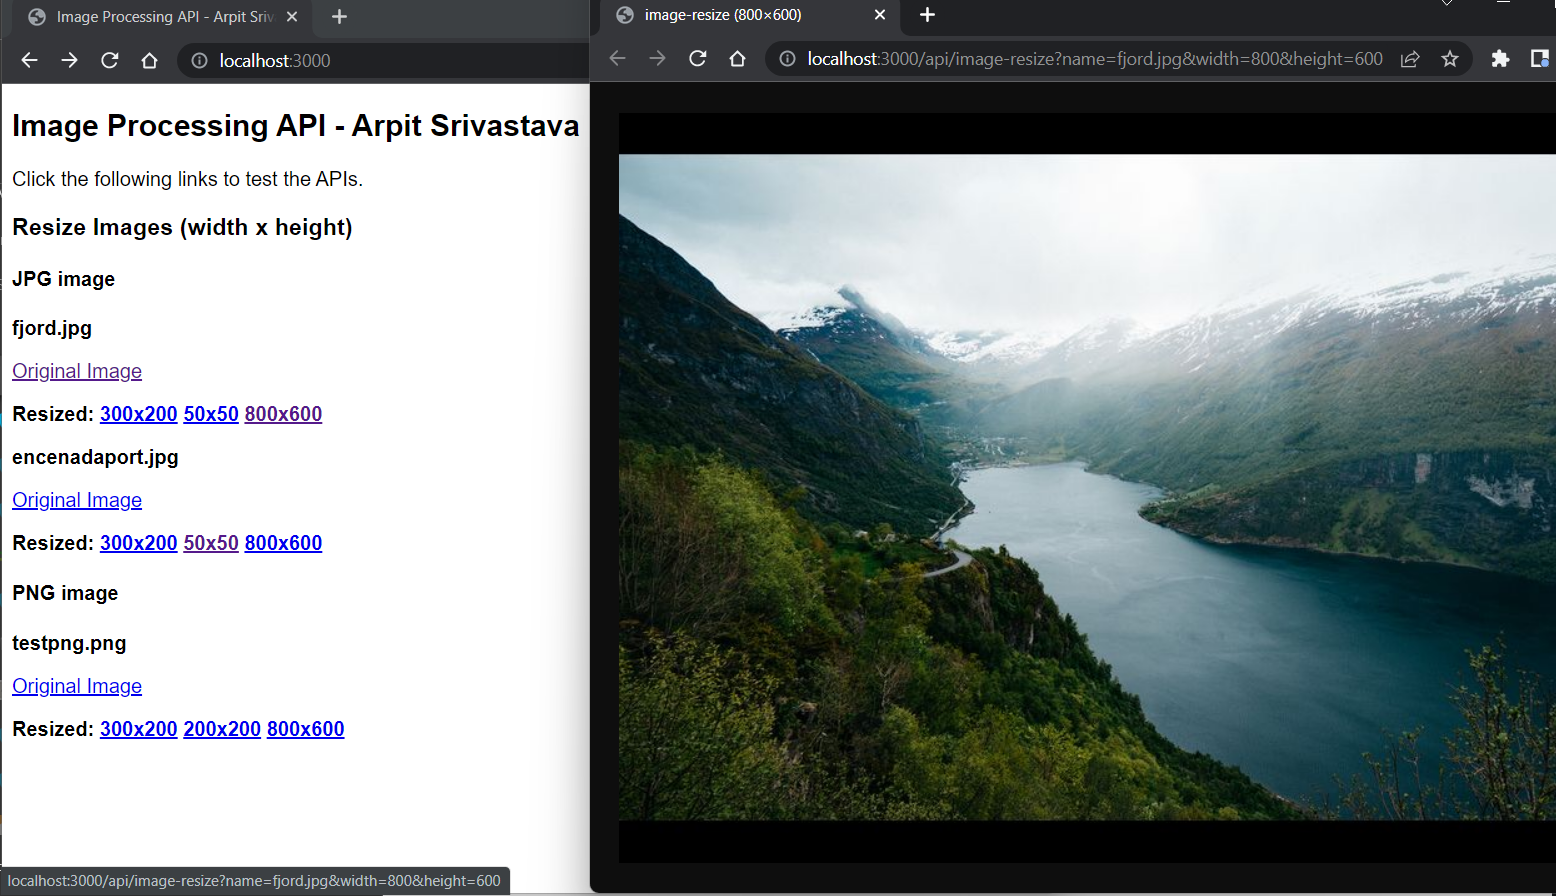 Image Processing API - Arpit Sriv
localhost:3000
Image Processing API - Arpit Srivastava
Click the following links to test the APIs.
Resize Images (width x height)
JPG image
fjord.jpg
Original Image
Resized: 300x200 50x50 800x600
encenadaport.jpg
Original Image
Resized: 300x200 50x50 800x600
PNG image
testpng.png
Original Image
Resized: 300x200 200x200 800x600
localhost:3000/api/image-resize?name=fjord.jpg&width=800&height=600
image-resize (800×600)
localhost:3000/api/image-resize?name=fjord.jpg&width=800&height=600